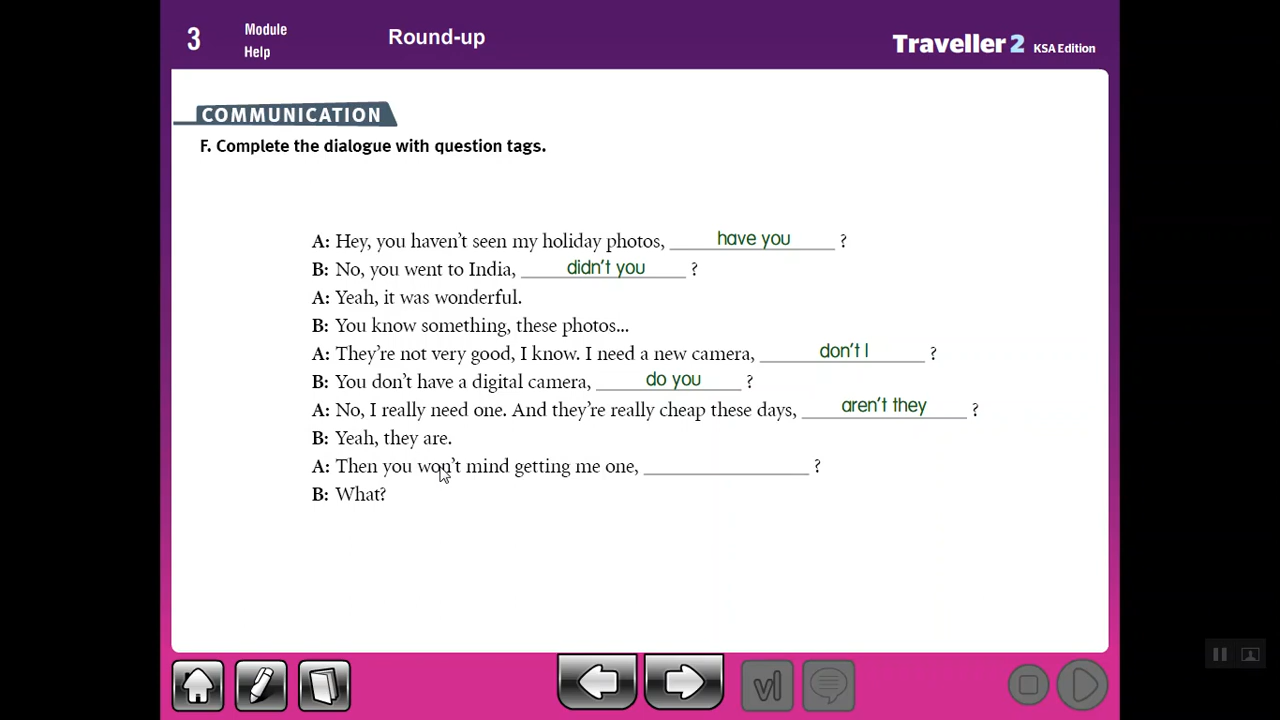 3
Module
Help
Round-up
Traveller 2 KSA Edition
COMMUNICATION
F. Complete the dialogue with question tags.
A: Hey, you haven't seen my holiday photos, have you ?
B: No, you went to India, didn't you ?
A: Yeah, it was wonderful.
B: You know something, these photos...
A: They're not very good, I know. I need a new camera, don't I ?
B: You don't have a digital camera, do you ?
A: No, I really need one. And they're really cheap these days, aren't they ?
B: Yeah, they are.
A: Then you won't mind getting me one, ____________ ?
B: What?
vl